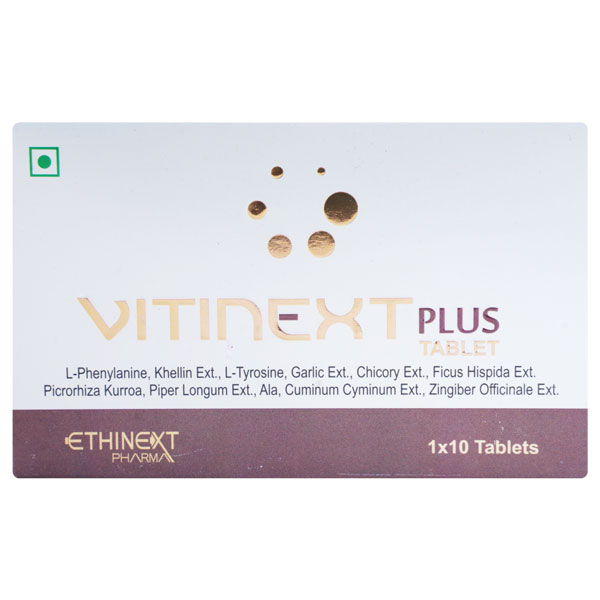 VITINEXT PLUS
TABLET
L-Phenylanine, Khellin Ext., L-Tyrosine, Garlic Ext., Chicory Ext., Ficus Hispida Ext.
Picrorhiza Kurroa, Piper Longum Ext., Ala, Cuminum Cyminum Ext., Zingiber Officinale Ext.
ETHINEXT
PHARMA
1x10 Tablets